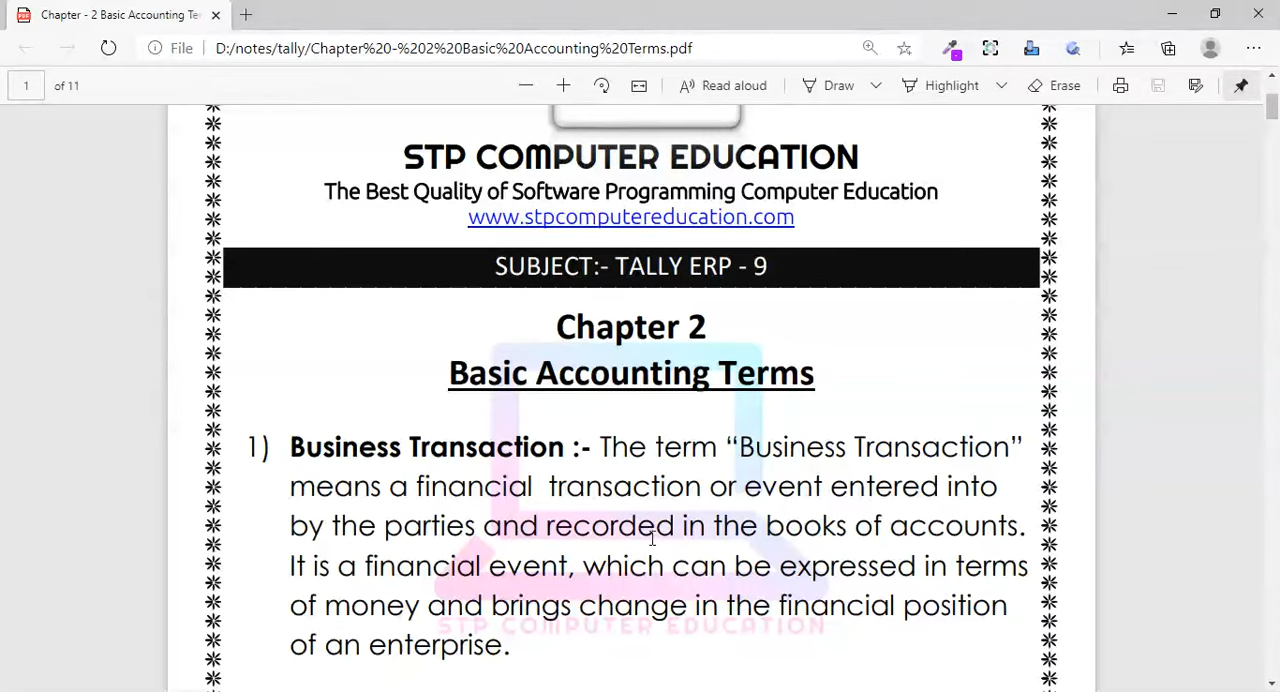 Chapter - 2 Basic Accounting Te
File D:/notes/tally/Chapter%20-%202%20Basic%20Accounting%20Terms.pdf
1 of 11 Read aloud Draw Highlight Erase
STP COMPUTER EDUCATION
The Best Quality of Software Programming Computer Education
www.stpcomputereducation.com
SUBJECT:- TALLY ERP - 9
Chapter 2
Basic Accounting Terms
1) Business Transaction :- The term “Business Transaction”
means a financial transaction or event entered into
by the parties and recorded in the books of accounts.
It is a financial event, which can be expressed in terms
of money and brings change in the financial position
STP COMPUTER EDUCATION
of an enterprise.